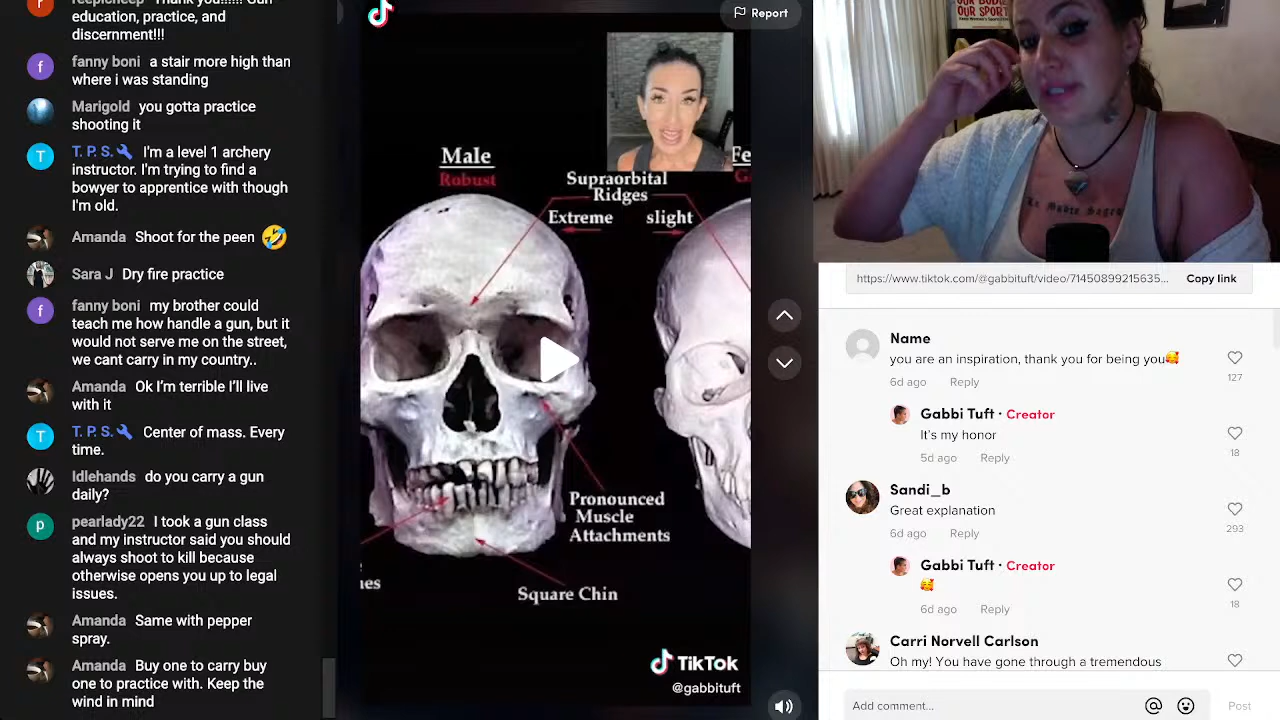 education, practice, and
discernment!!!
fanny boni a stair more high than
where i was standing
Marigold you gotta practice
shooting it
T. P. S. I'm a level 1 archery
instructor. I'm trying to find a
bowyer to apprentice with though
I'm old.
Amanda Shoot for the peen 🤣
Sara J Dry fire practice
fanny boni my brother could
teach me how handle a gun, but it
would not serve me on the street,
we cant carry in my country..
Amanda Ok I'm terrible I'll live
with it
T. P. S. Center of mass. Every
time.
Idlehands do you carry a gun
daily?
pearlady22 I took a gun class
and my instructor said you should
always shoot to kill because
otherwise opens you up to legal
issues.
Amanda Same with pepper
spray.
Amanda Buy one to carry buy
one to practice with. Keep the
wind in mind
Report
Male
Robust
Fe
G
Supraorbital
Ridges
Extreme
slight
Pronounced
Muscle
Attachments
Square Chin
TikTok
@gabbituft
OUR SPORT
https://www.tiktok.com/@gabbituft/video/71450899215635...
Copy link
Name
you are an inspiration, thank you for being you🥰
6d ago Reply
127
Gabbi Tuft · Creator
It's my honor
5d ago Reply
18
Sandi_b
Great explanation
6d ago Reply
293
Gabbi Tuft · Creator
🥰
6d ago Reply
18
Carri Norvell Carlson
Oh my! You have gone through a tremendous
Add comment...
Post